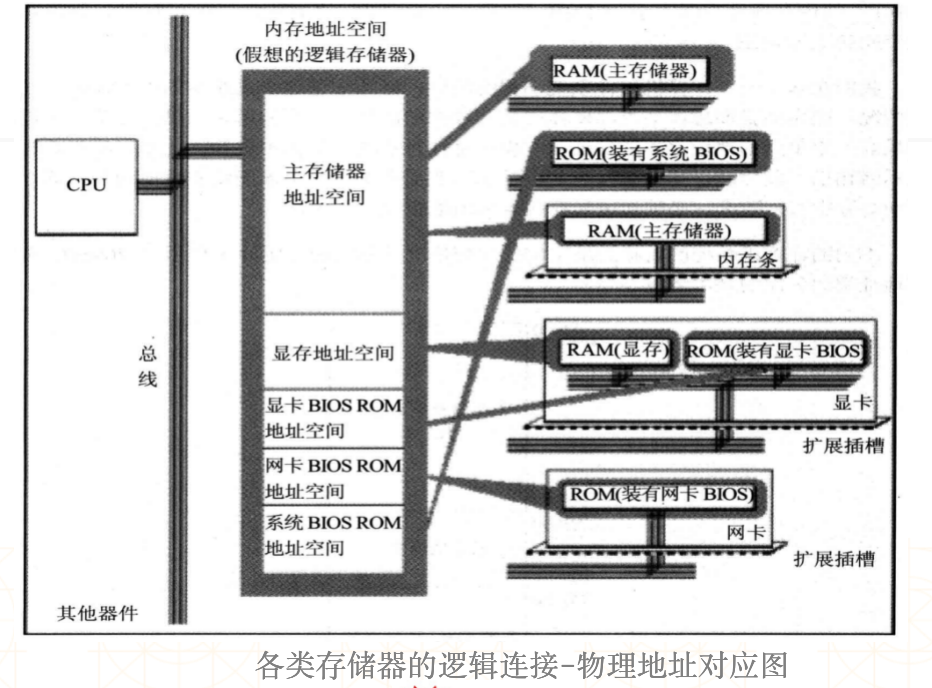 内存地址空间
(假想的逻辑存储器)
CPU
总
线
其他器件
主存储器
地址空间
显存地址空间
显卡 BIOS ROM
地址空间
网卡 BIOS ROM
地址空间
系统 BIOS ROM
地址空间
RAM(主存储器)
ROM(装有系统 BIOS)
RAM(主存储器)
内存条
RAM(显存)
ROM(装有显卡 BIOS
显卡
扩展插槽
ROM(装有网卡 BIOS)
网卡
扩展插槽
各类存储器的逻辑连接-物理地址对应图